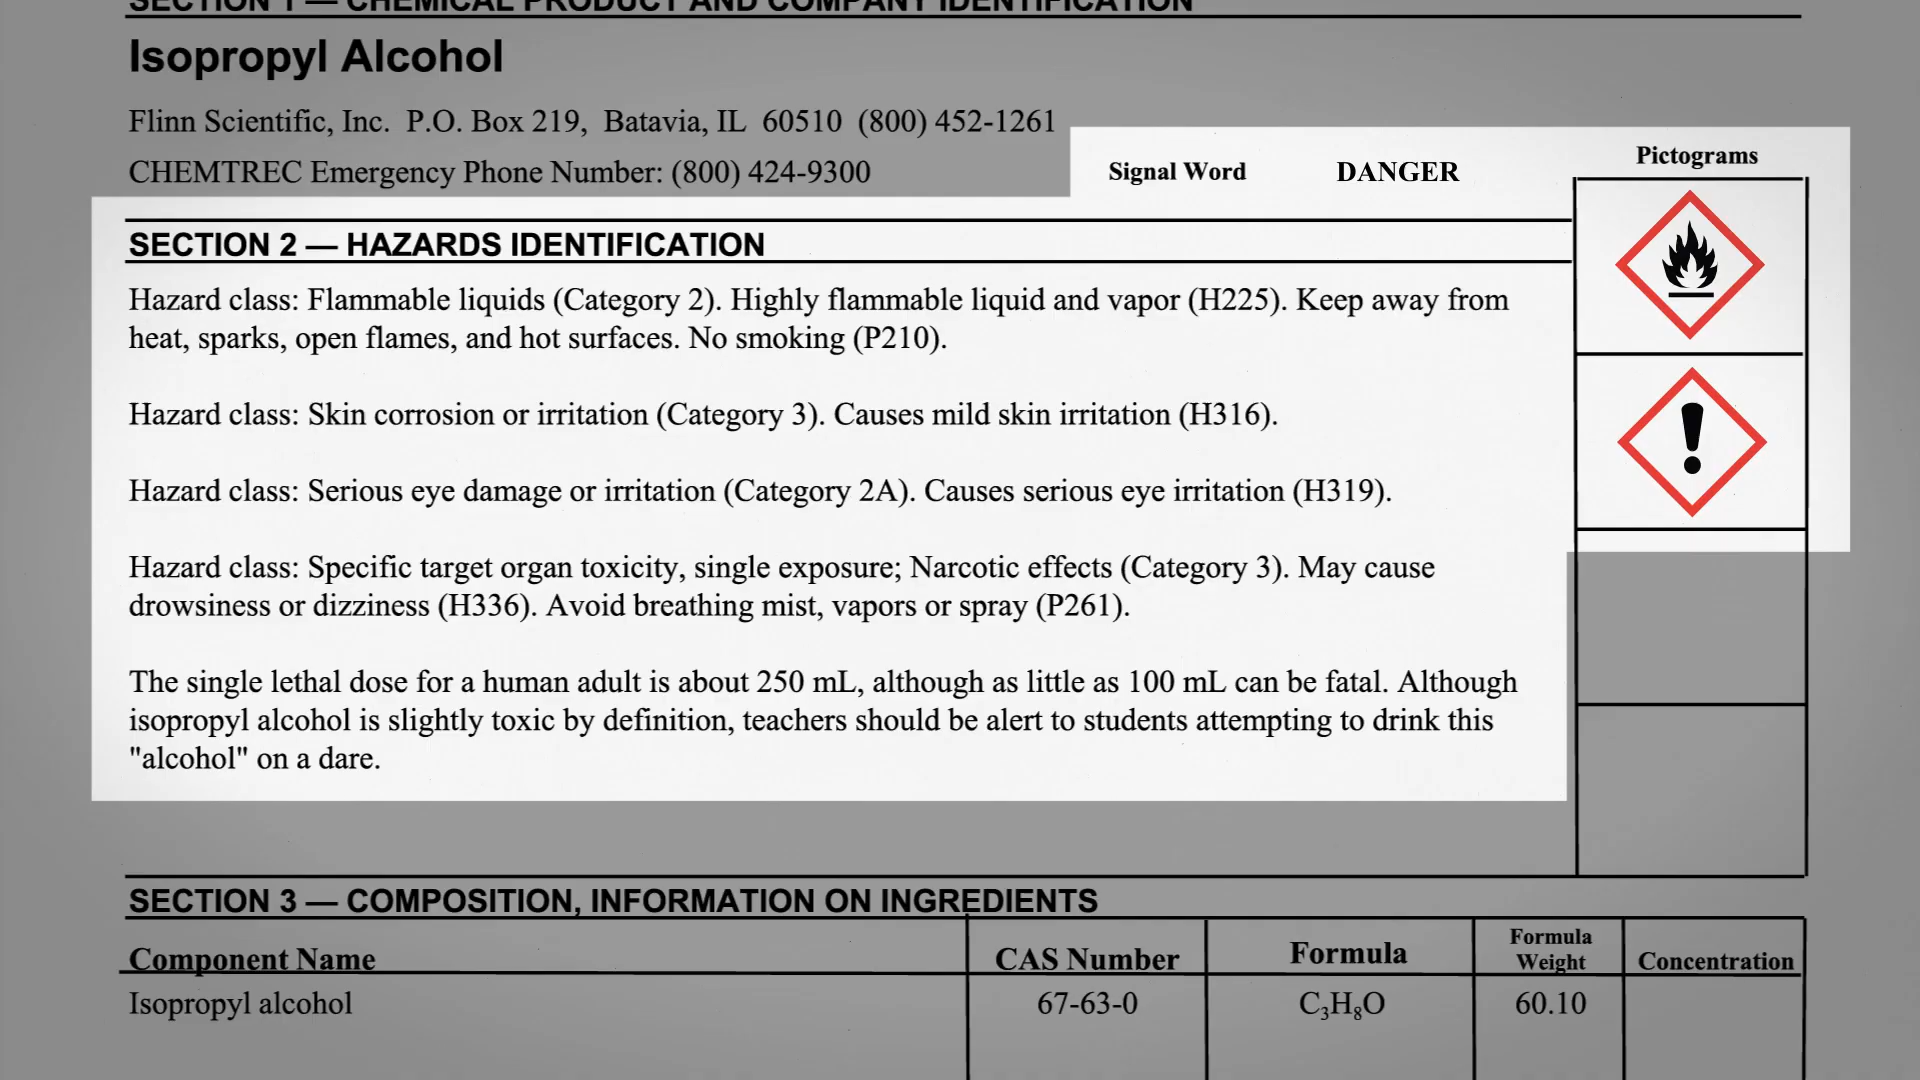 SECTION 1 — CHEMICAL PRODUCT AND COMPANY IDENTIFICATION
Isopropyl Alcohol
Flinn Scientific, Inc. P.O. Box 219, Batavia, IL 60510 (800) 452-1261
CHEMTREC Emergency Phone Number: (800) 424-9300
Signal Word DANGER
Pictograms
SECTION 2 — HAZARDS IDENTIFICATION
Hazard class: Flammable liquids (Category 2). Highly flammable liquid and vapor (H225). Keep away from
heat, sparks, open flames, and hot surfaces. No smoking (P210).
Hazard class: Skin corrosion or irritation (Category 3). Causes mild skin irritation (H316).
Hazard class: Serious eye damage or irritation (Category 2A). Causes serious eye irritation (H319).
Hazard class: Specific target organ toxicity, single exposure; Narcotic effects (Category 3). May cause
drowsiness or dizziness (H336). Avoid breathing mist, vapors or spray (P261).
The single lethal dose for a human adult is about 250 mL, although as little as 100 mL can be fatal. Although
isopropyl alcohol is slightly toxic by definition, teachers should be alert to students attempting to drink this
"alcohol" on a dare.
SECTION 3 — COMPOSITION, INFORMATION ON INGREDIENTS
Component Name CAS Number Formula Formula Weight Concentration
Isopropyl alcohol 67-63-0 C₃H₈O 60.10